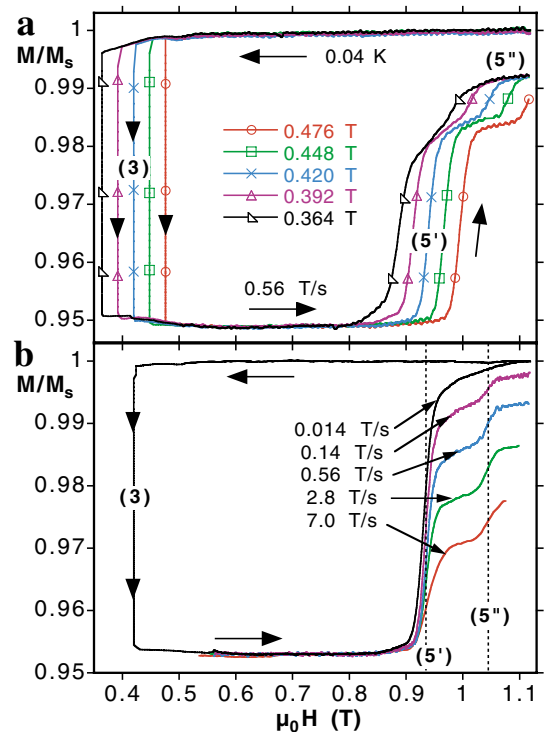 a
M/Mₛ
1
0.99
0.98
0.97
0.96
0.95
0.04 K
(5")
0.476 T
0.448 T
0.420 T
0.392 T
0.364 T
(3)
(5')
0.56 T/s
b
M/Mₛ
1
0.99
0.98
0.97
0.96
0.95
0.014 T/s
0.14 T/s
0.56 T/s
2.8 T/s
7.0 T/s
(3)
(5")
(5')
0.4 0.5 0.6 0.7 0.8 0.9 1 1.1
μ₀H (T)